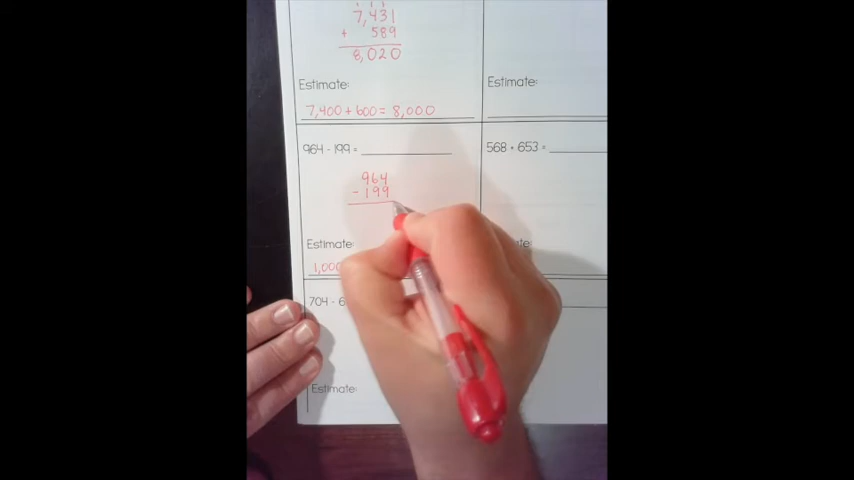 7,431
+ 589
8,020
Estimate:
7,400 + 600 = 8,000
Estimate:
964 - 199 =
964
- 199
Estimate:
1,000
568 + 653 =
704 - 6
Estimate: